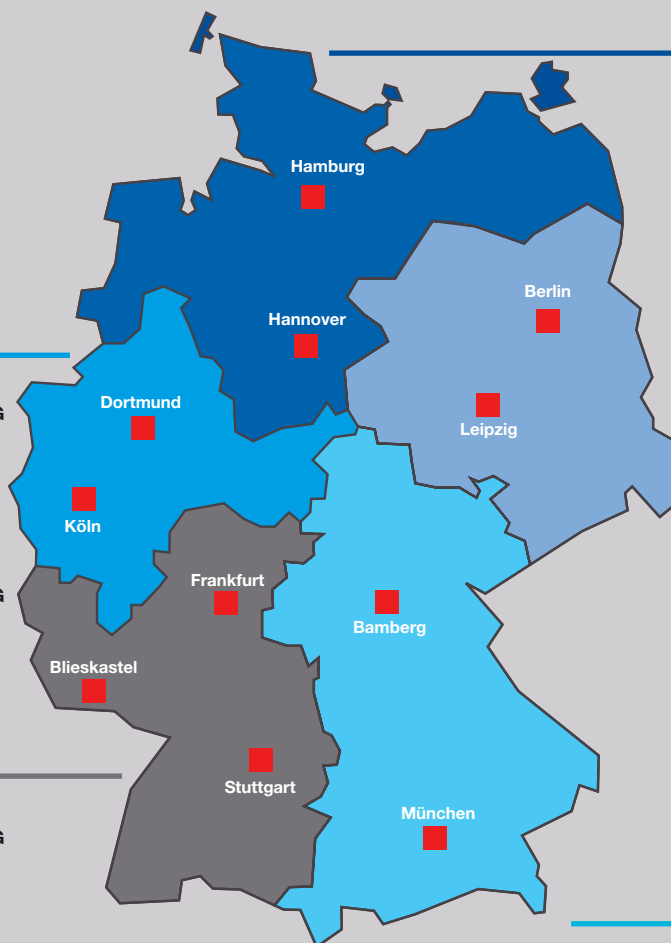 Hamburg
Berlin
Hannover
Dortmund
G
Leipzig
Köln
Frankfurt
G
Bamberg
Blieskastel
Stuttgart
München
G